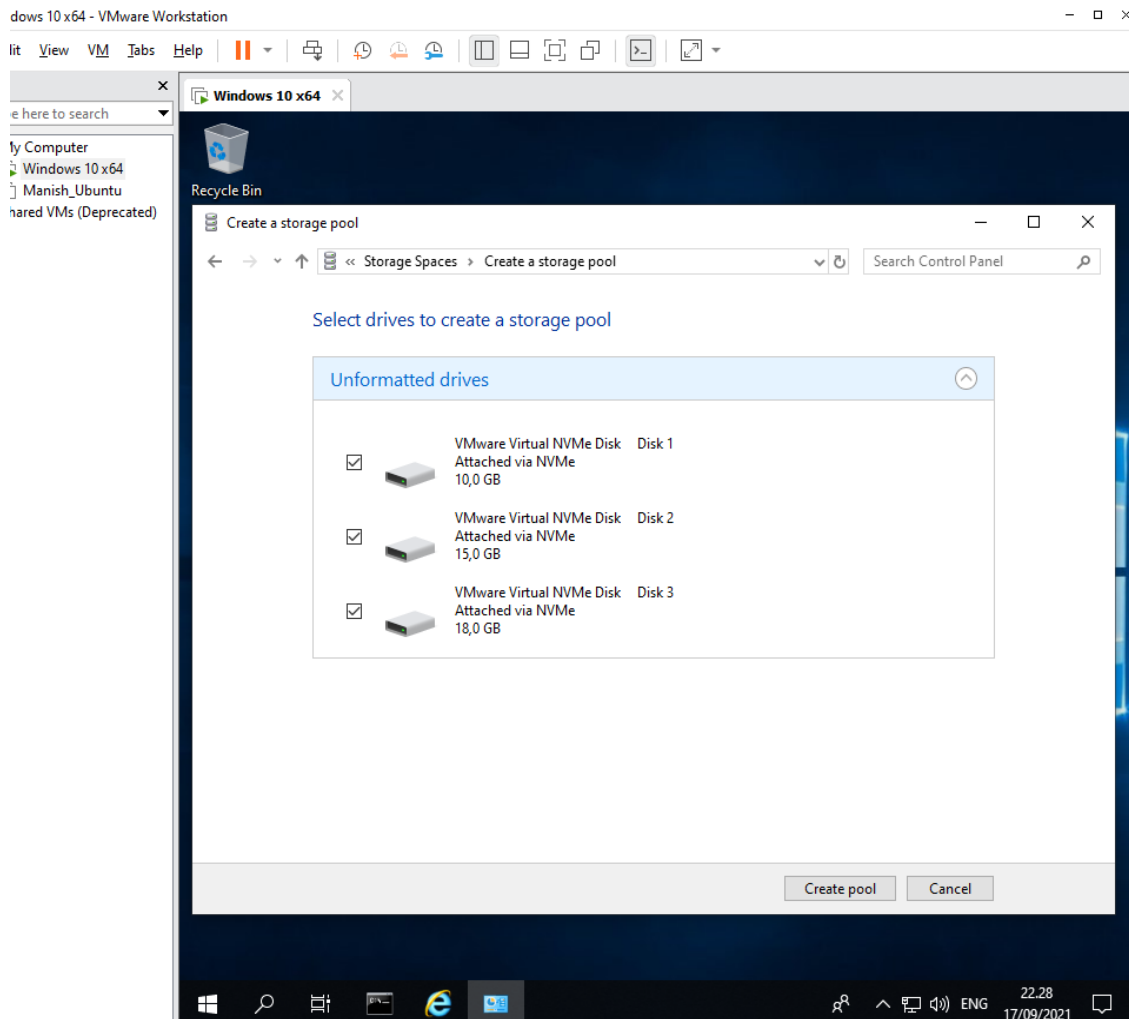 dows 10 x64 - VMware Workstation
lit View VM Tabs Help
e here to search
Windows 10 x64
My Computer
Windows 10 x64
Manish_Ubuntu
hared VMs (Deprecated)
Recycle Bin
Create a storage pool
« Storage Spaces > Create a storage pool
Search Control Panel
Select drives to create a storage pool
Unformatted drives
VMware Virtual NVMe Disk Disk 1
Attached via NVMe
10,0 GB
VMware Virtual NVMe Disk Disk 2
Attached via NVMe
15,0 GB
VMware Virtual NVMe Disk Disk 3
Attached via NVMe
18,0 GB
Create pool
Cancel
ENG
22.28
17/09/2021